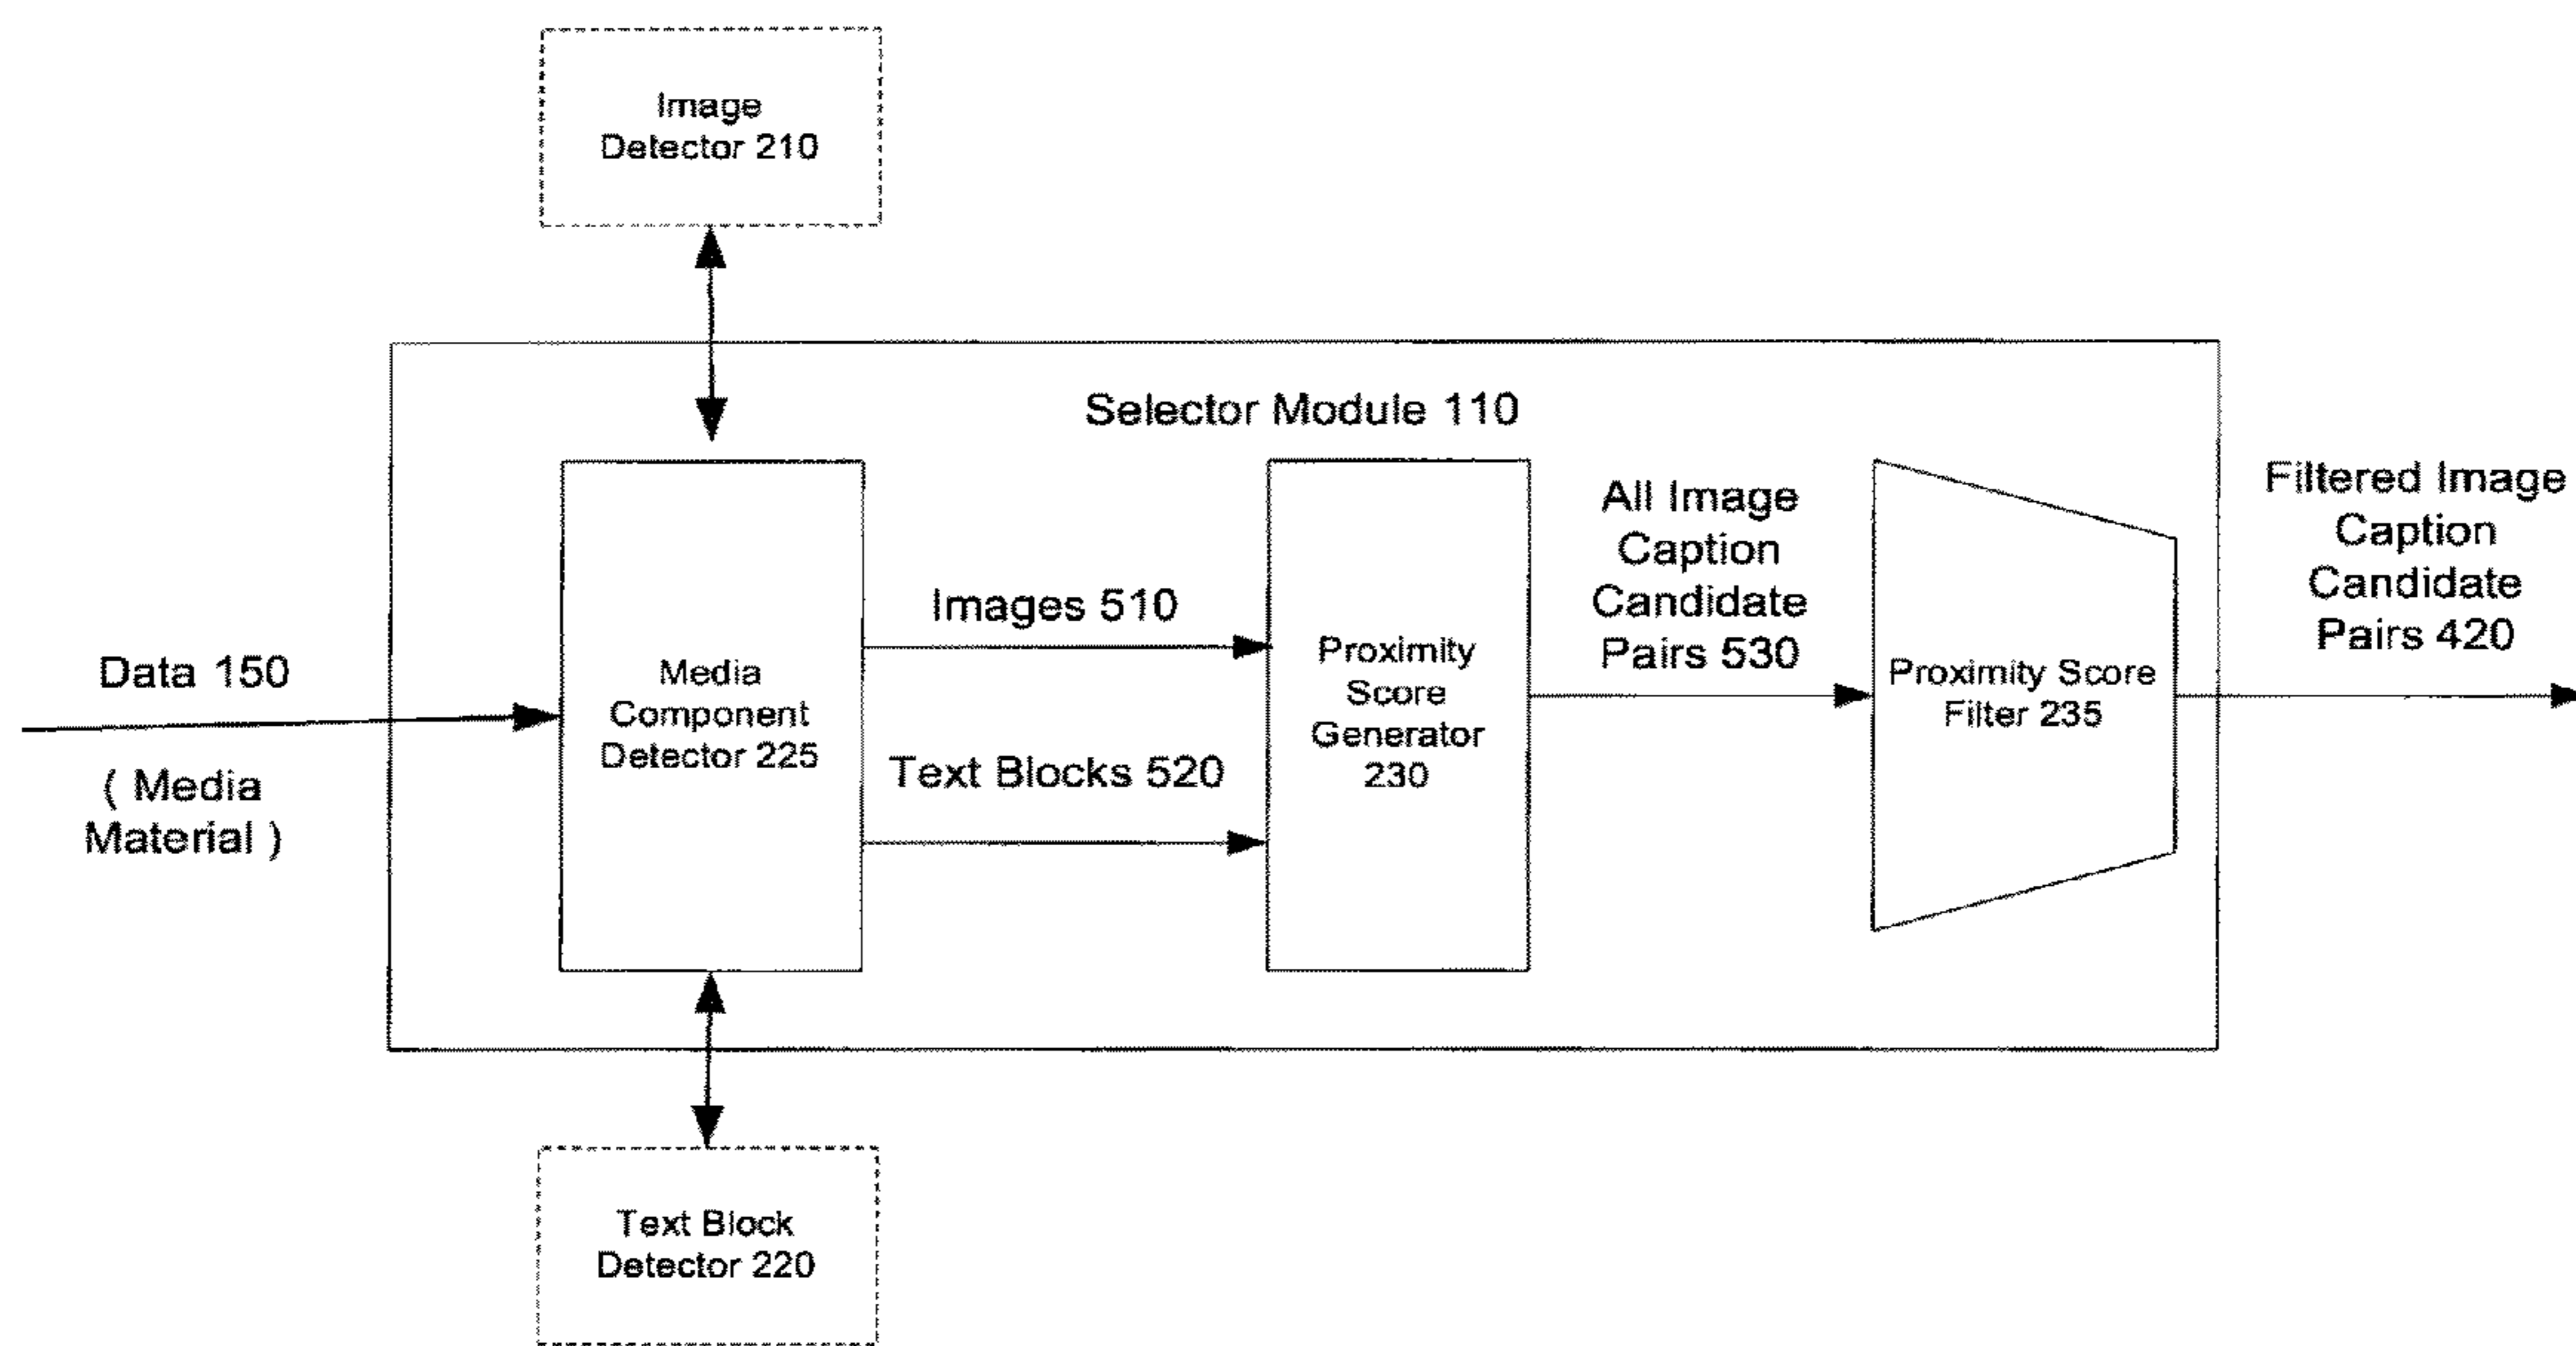 Image
Detector 210
Selector Module 110
Data 150
( Media
Material )
Media
Component
Detector 225
Images 510
Text Blocks 520
Proximity
Score
Generator
230
All Image
Caption
Candidate
Pairs 530
Proximity Score
Filter 235
Filtered Image
Caption
Candidate
Pairs 420
Text Block
Detector 220